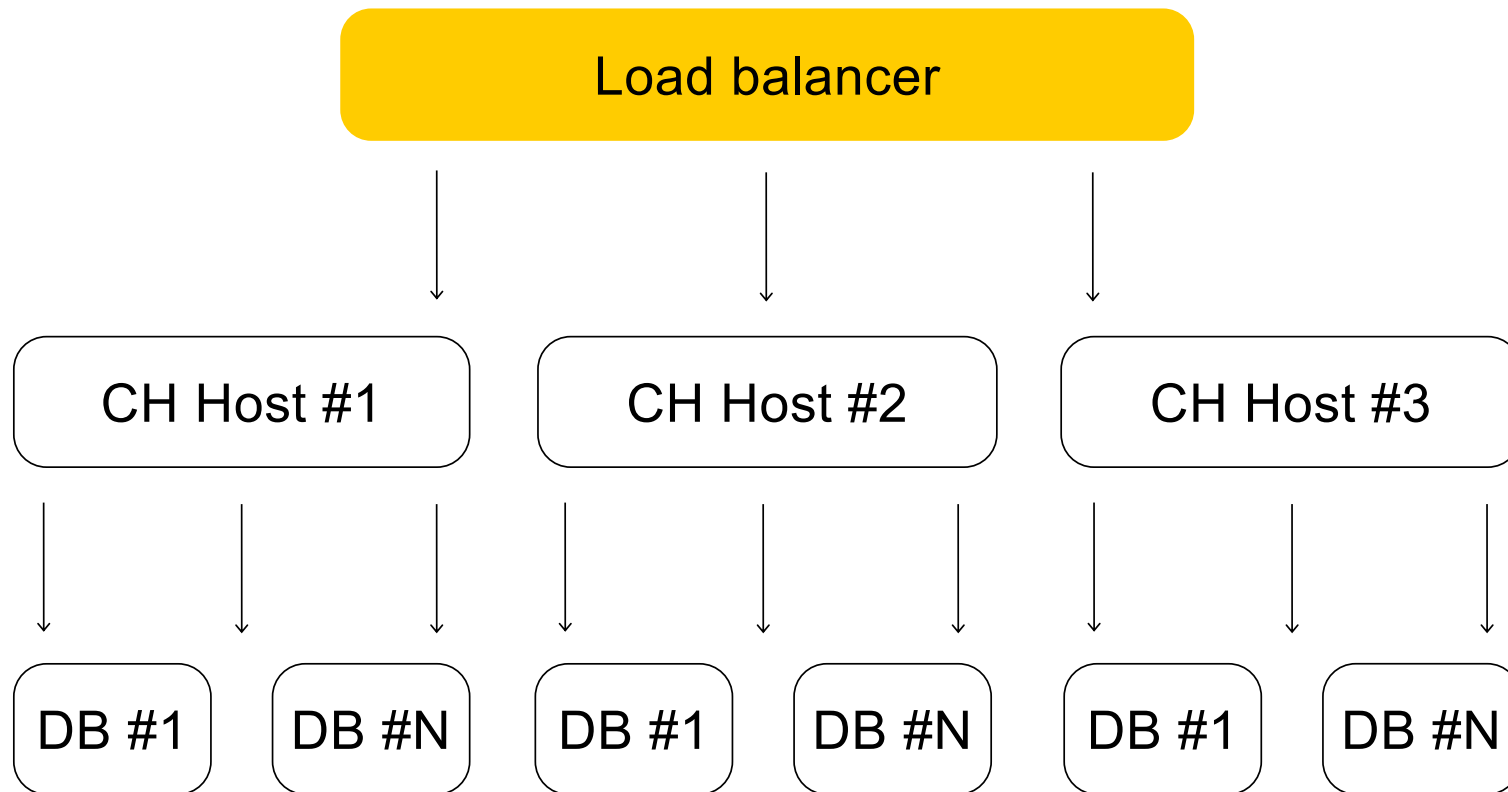 Load balancer
CH Host #1
CH Host #2
CH Host #3
DB #1
DB #N
DB #1
DB #N
DB #1
DB #N